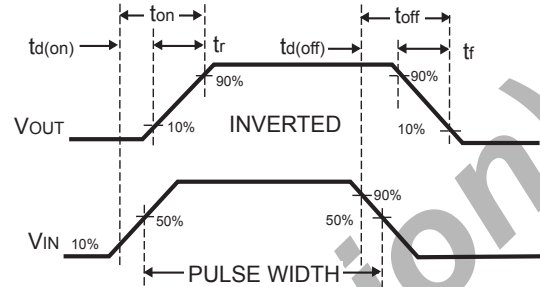 ton toff
td(on) tr td(off) tf
90% 90%
VOUT 10% INVERTED 10%
90%
50% 50%
VIN 10%
PULSE WIDTH